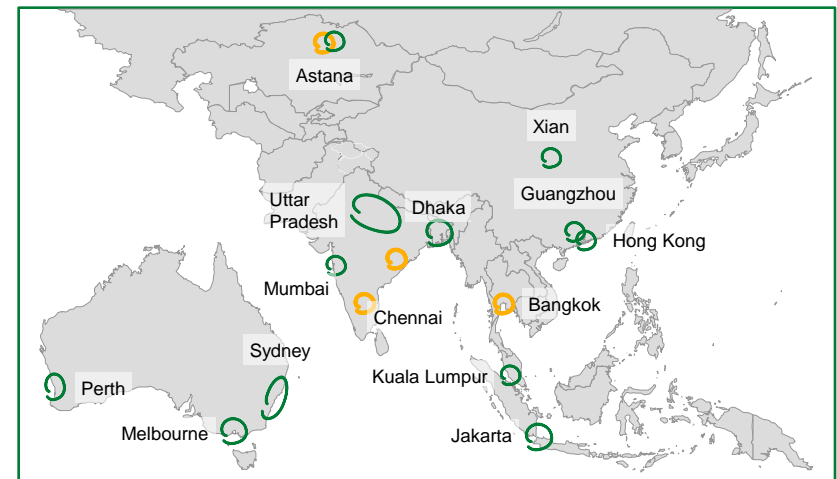 Astana
Xian
Guangzhou
Uttar
Pradesh
Dhaka
Hong Kong
Mumbai
Chennai
Bangkok
Sydney
Kuala Lumpur
Perth
Melbourne
Jakarta